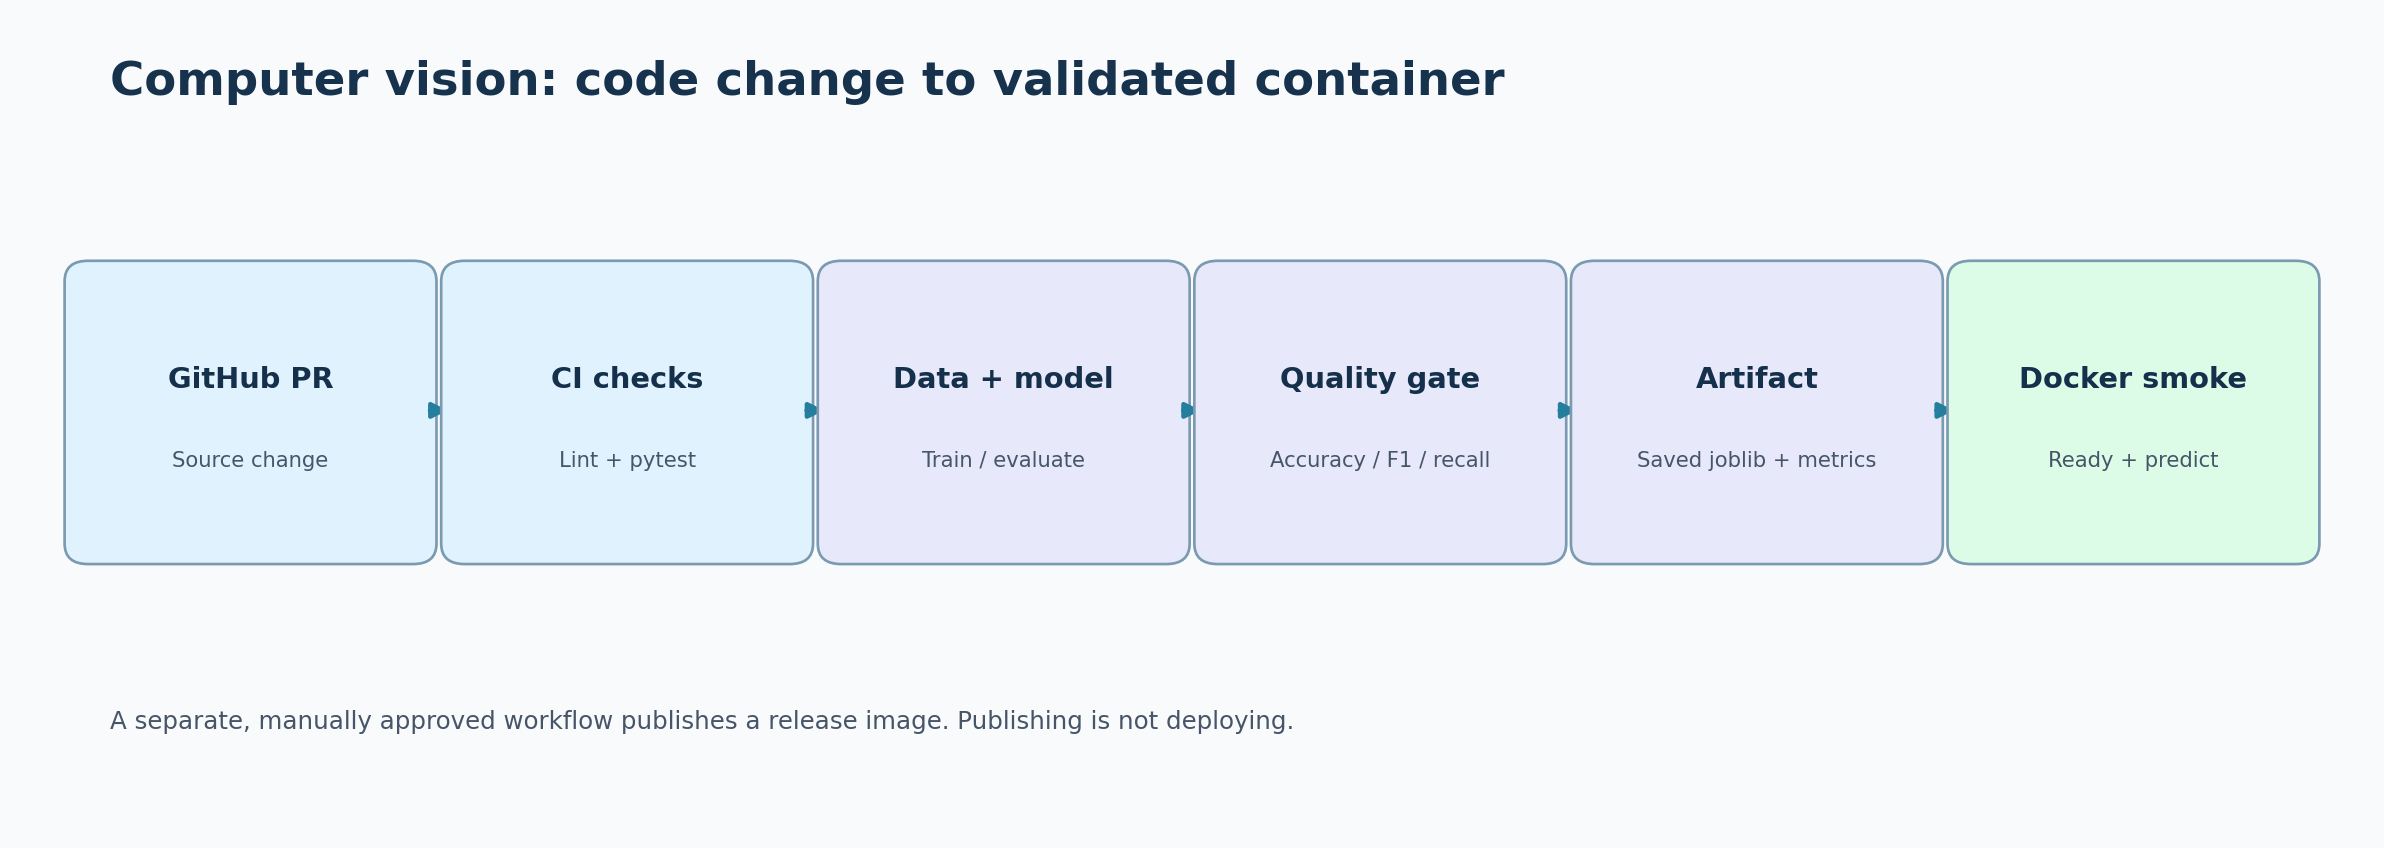 Computer vision: code change to validated container
GitHub PR
Source change
CI checks
Lint + pytest
Data + model
Train / evaluate
Quality gate
Accuracy / F1 / recall
Artifact
Saved joblib + metrics
Docker smoke
Ready + predict
A separate, manually approved workflow publishes a release image. Publishing is not deploying.